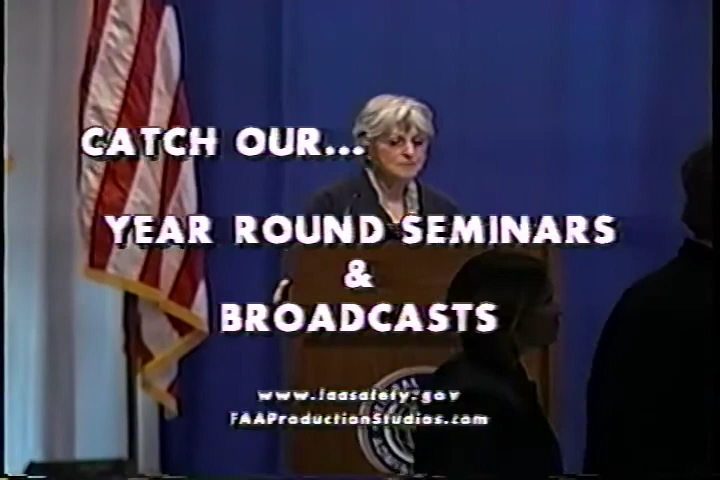 CATCH OUR...
YEAR ROUND SEMINARS
&
BROADCASTS
www.faasafety.gov
FAAProductionStudios.com